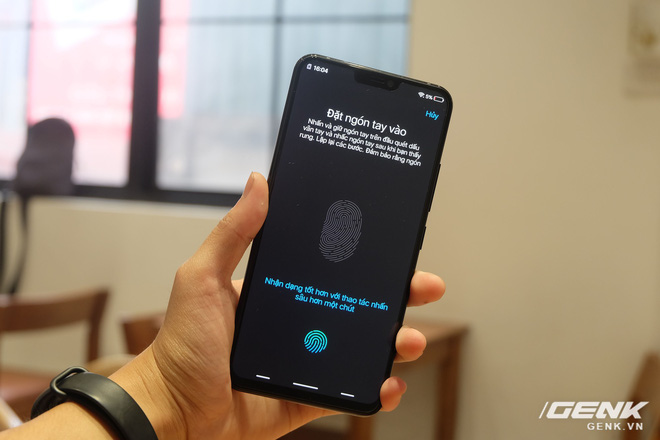 16:04
5%
Hủy
Đặt ngón tay vào
Nhấn và giữ ngón tay trên đầu quét dấu
vân tay và nhấc ngón tay sau khi bạn thấy
rung. Lặp lại các bước. Đảm bảo rằng ngón
Nhận dạng tốt hơn với thao tác nhấn
sâu hơn một chút
GENK
GENK.VN